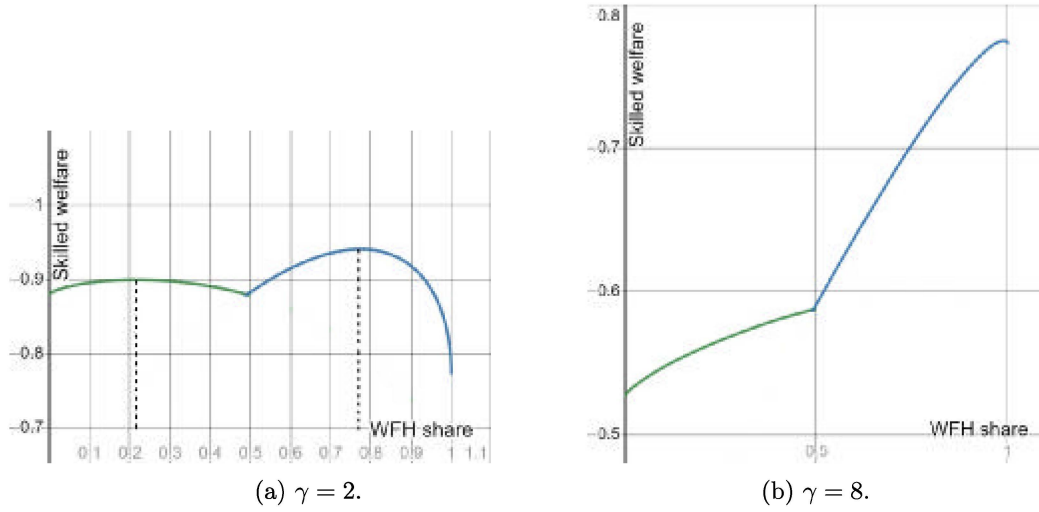 Skilled welfare
1
0.9
0.8
0.7
WFH share
0.1 0.2 0.3 0.4 0.5 0.6 0.7 0.8 0.9 1 1.1
(a) γ = 2.
Skilled welfare
0.8
0.7
0.6
0.5
WFH share
0.5 1
(b) γ = 8.